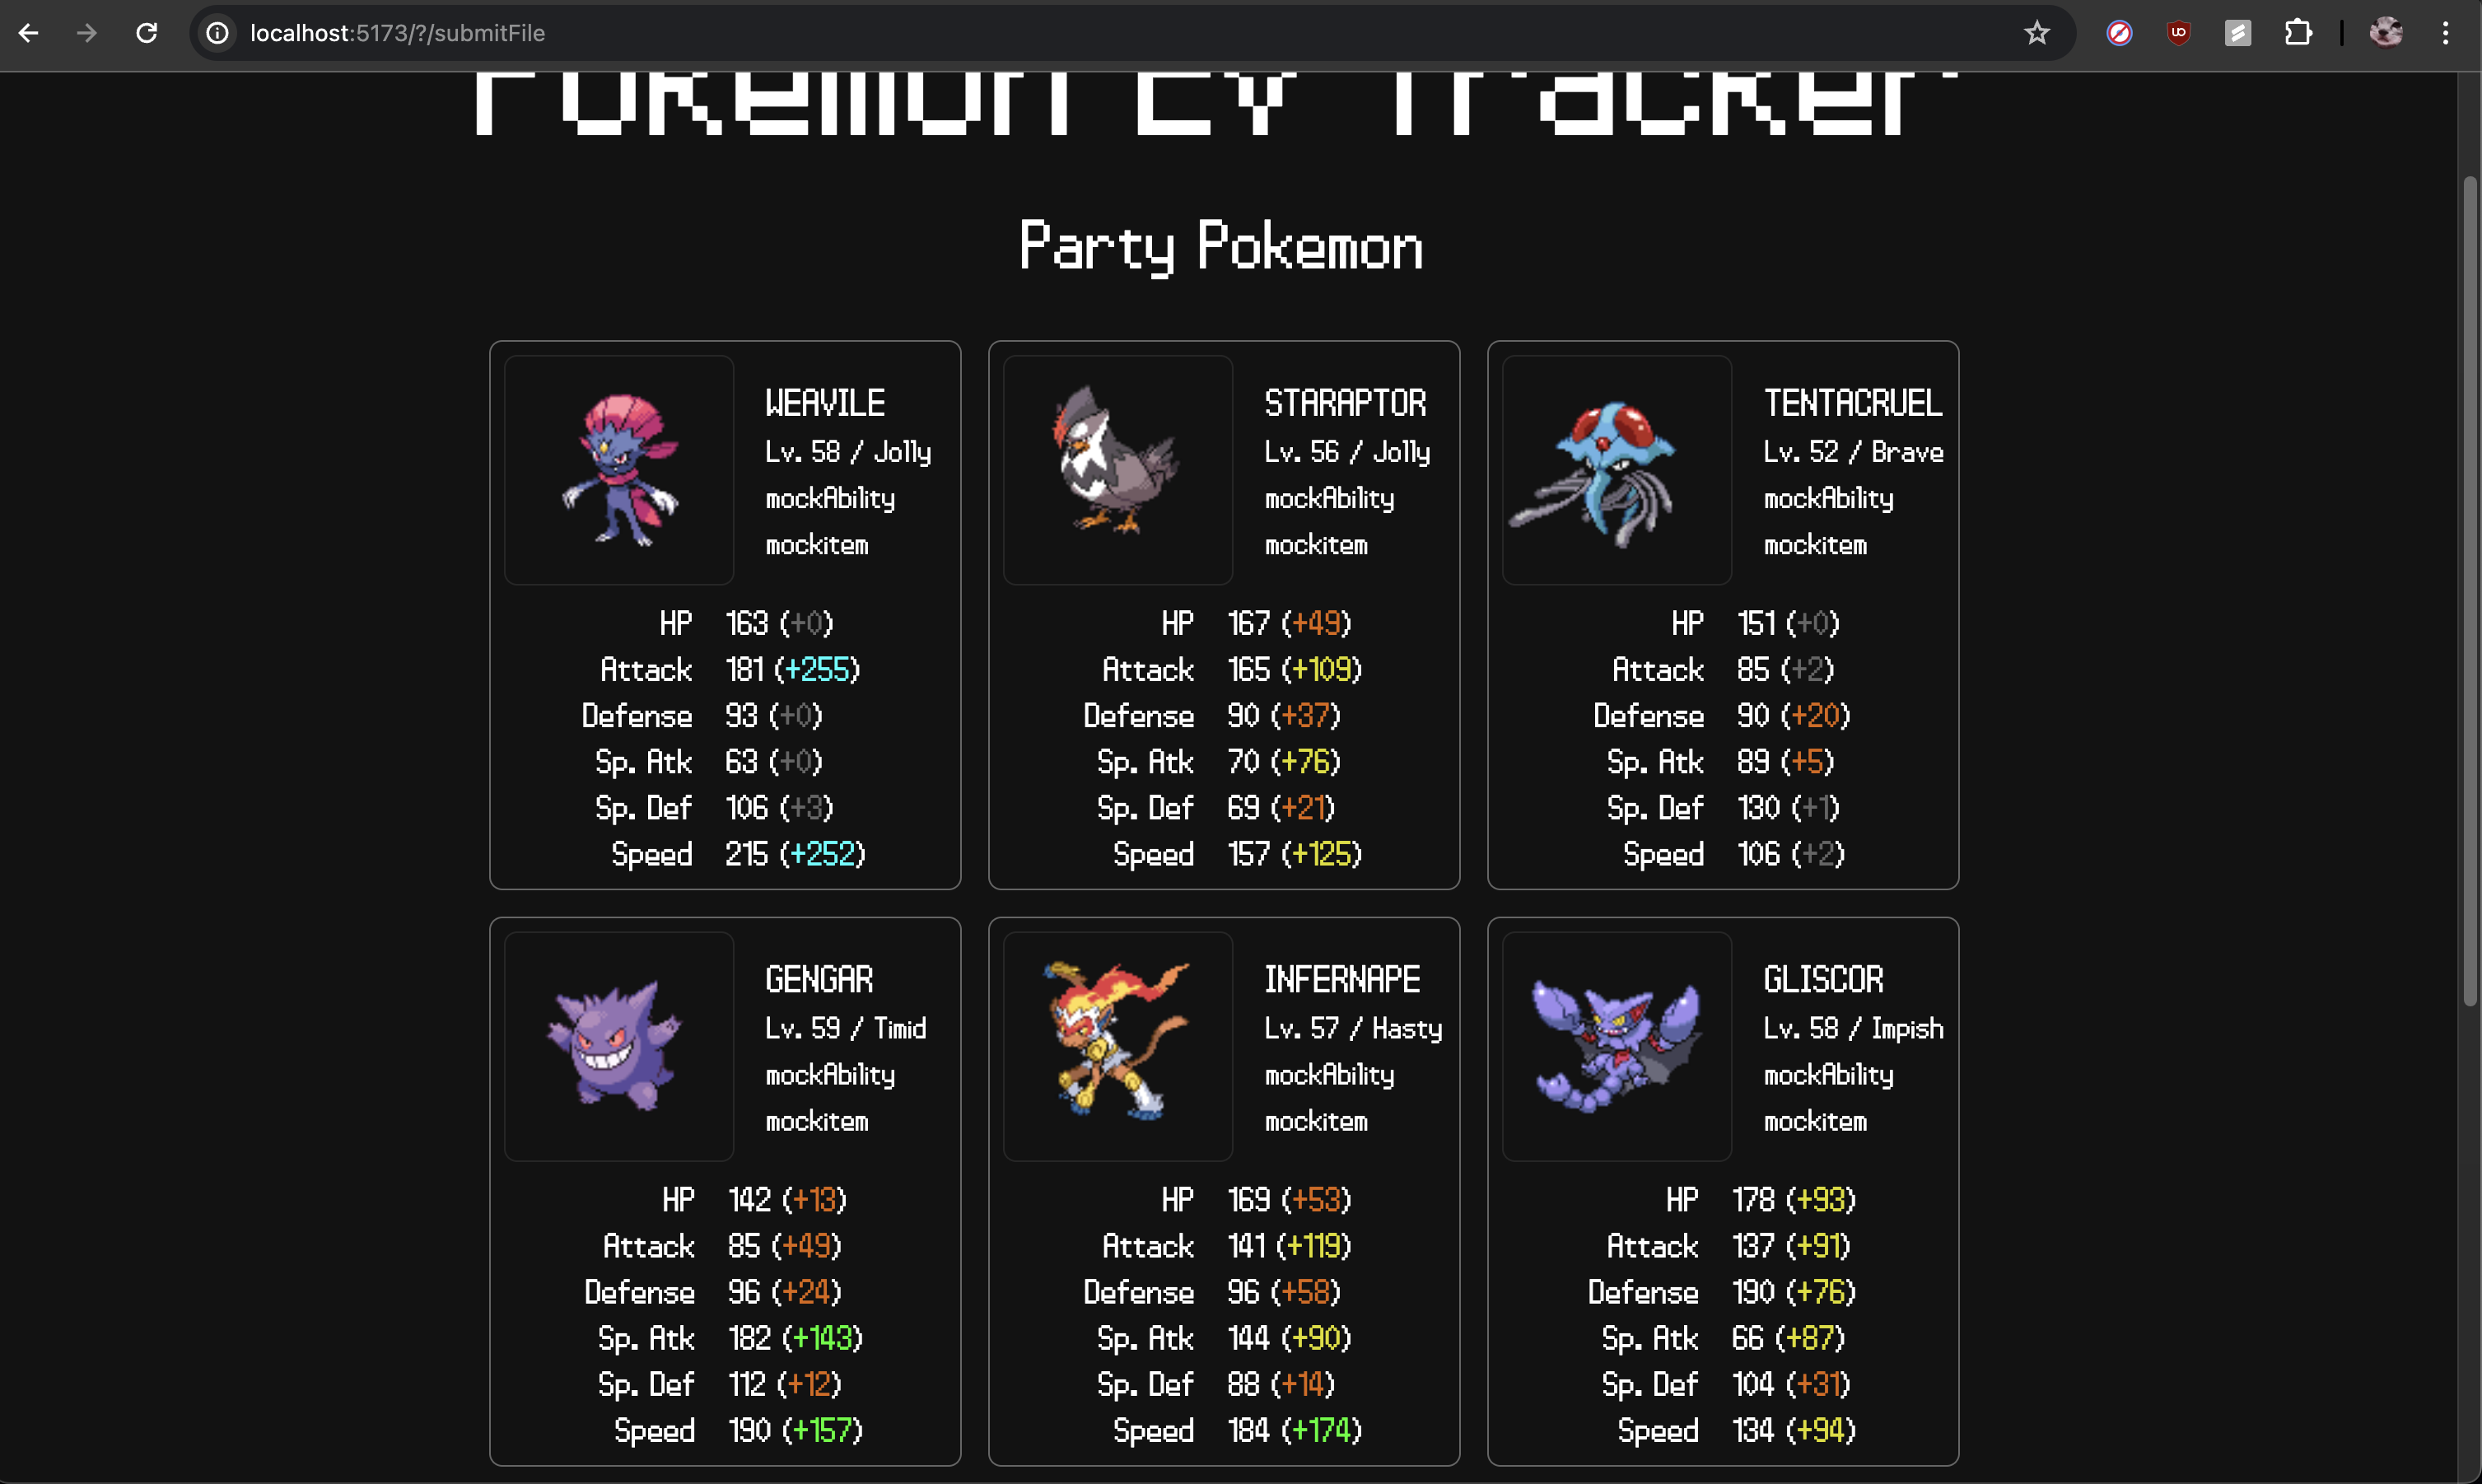 localhost:5173/?/submitFile
Pokemon EV Tracker
Party Pokemon
WEAVILE
Lv. 58 / Jolly
mockAbility
mockitem
HP 163 (+0)
Attack 181 (+255)
Defense 93 (+0)
Sp. Atk 63 (+0)
Sp. Def 106 (+3)
Speed 215 (+252)
STARAPTOR
Lv. 56 / Jolly
mockAbility
mockitem
HP 167 (+49)
Attack 165 (+109)
Defense 90 (+37)
Sp. Atk 70 (+76)
Sp. Def 69 (+21)
Speed 157 (+125)
TENTACRUEL
Lv. 52 / Brave
mockAbility
mockitem
HP 151 (+0)
Attack 85 (+2)
Defense 90 (+20)
Sp. Atk 89 (+5)
Sp. Def 130 (+1)
Speed 106 (+2)
GENGAR
Lv. 59 / Timid
mockAbility
mockitem
HP 142 (+13)
Attack 85 (+49)
Defense 96 (+24)
Sp. Atk 182 (+143)
Sp. Def 112 (+12)
Speed 190 (+157)
INFERNAPE
Lv. 57 / Hasty
mockAbility
mockitem
HP 169 (+53)
Attack 141 (+119)
Defense 96 (+58)
Sp. Atk 144 (+90)
Sp. Def 88 (+14)
Speed 184 (+174)
GLISCOR
Lv. 58 / Impish
mockAbility
mockitem
HP 178 (+93)
Attack 137 (+91)
Defense 190 (+76)
Sp. Atk 66 (+87)
Sp. Def 104 (+31)
Speed 134 (+94)